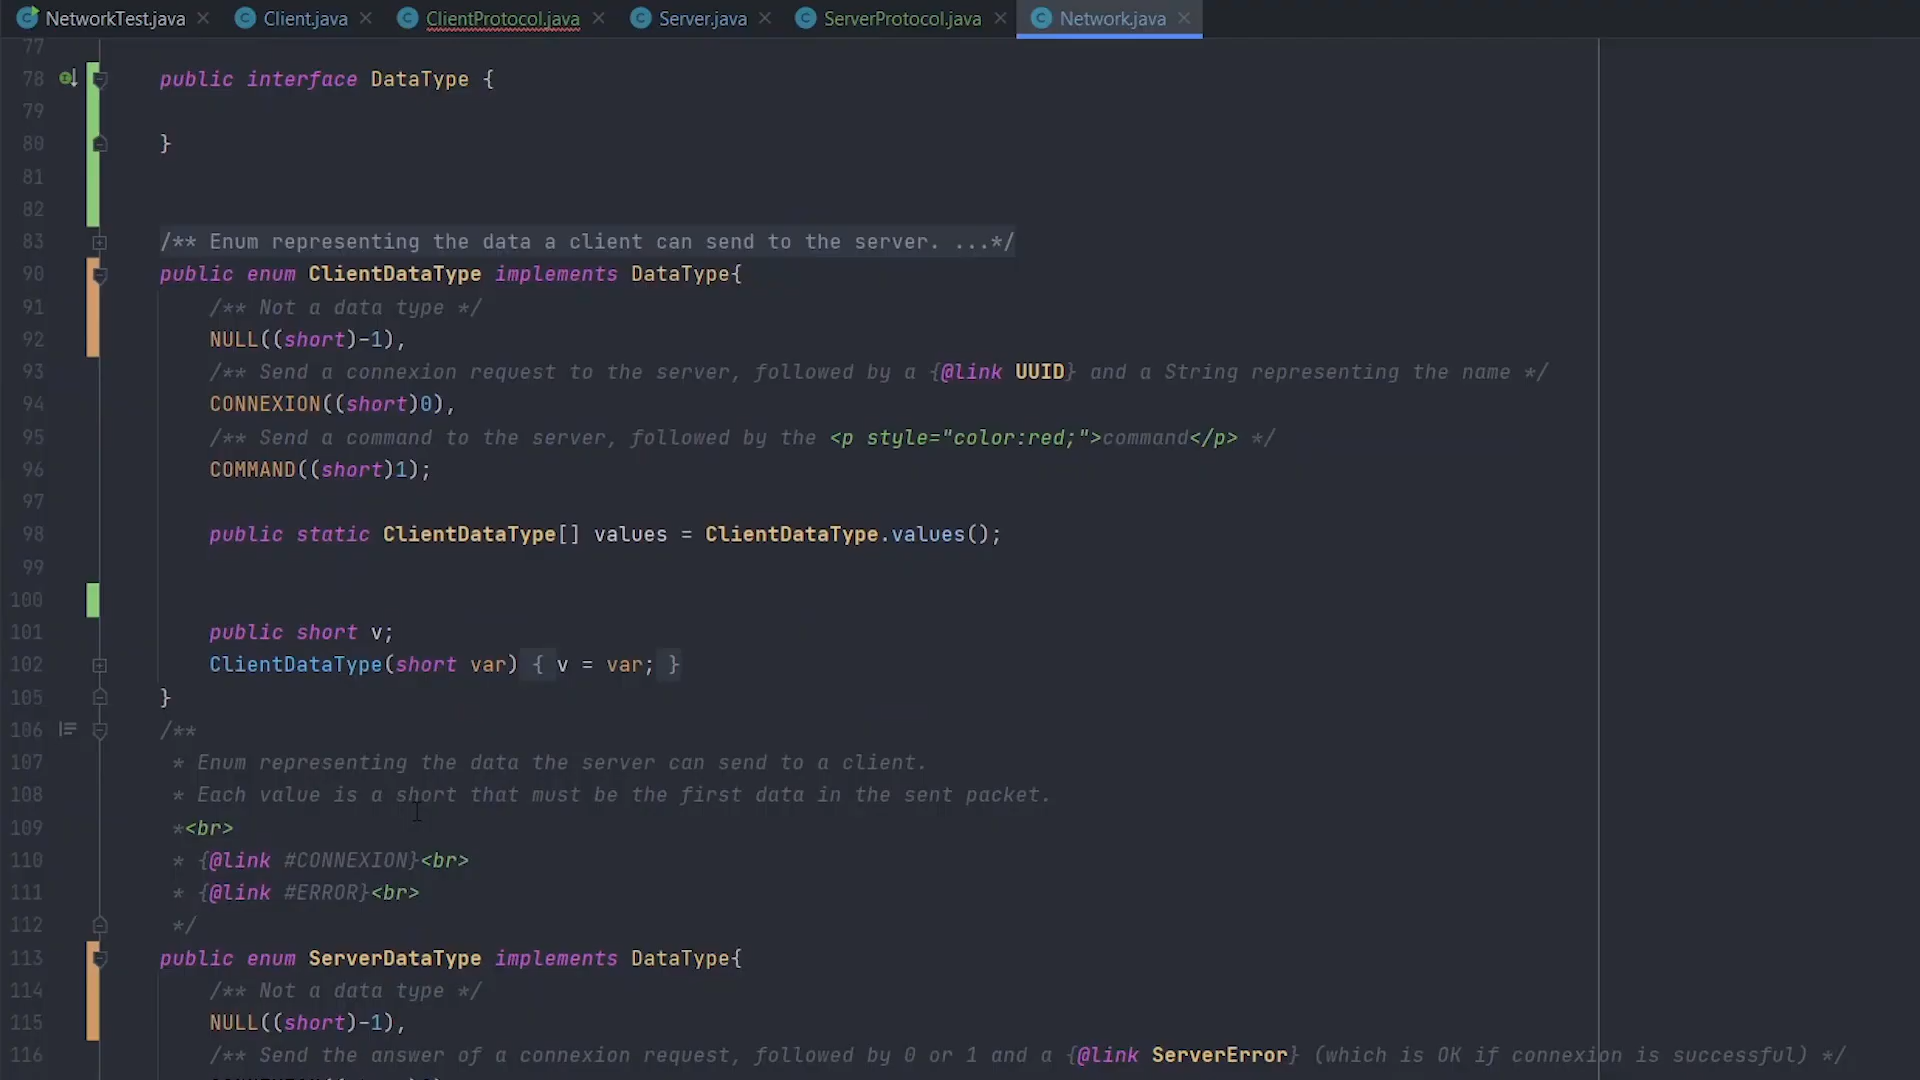 NetworkTest.java Client.java ClientProtocol.java Server.java ServerProtocol.java Network.java
77
78 public interface DataType {
79
80 }
81
82
83 /** Enum representing the data a client can send to the server. ...*/
90 public enum ClientDataType implements DataType{
91 /** Not a data type */
92 NULL((short)-1),
93 /** Send a connexion request to the server, followed by a {@link UUID} and a String representing the name */
94 CONNEXION((short)0),
95 /** Send a command to the server, followed by the <p style="color:red;">command</p> */
96 COMMAND((short)1);
97
98 public static ClientDataType[] values = ClientDataType.values();
99
100
101 public short v;
102 ClientDataType(short var) { v = var; }
105 }
106 /**
107 * Enum representing the data the server can send to a client.
108 * Each value is a short that must be the first data in the sent packet.
109 *<br>
110 * {@link #CONNEXION}<br>
111 * {@link #ERROR}<br>
112 */
113 public enum ServerDataType implements DataType{
114 /** Not a data type */
115 NULL((short)-1),
116 /** Send the answer of a connexion request, followed by 0 or 1 and a {@link ServerError} (which is OK if connexion is successful) */